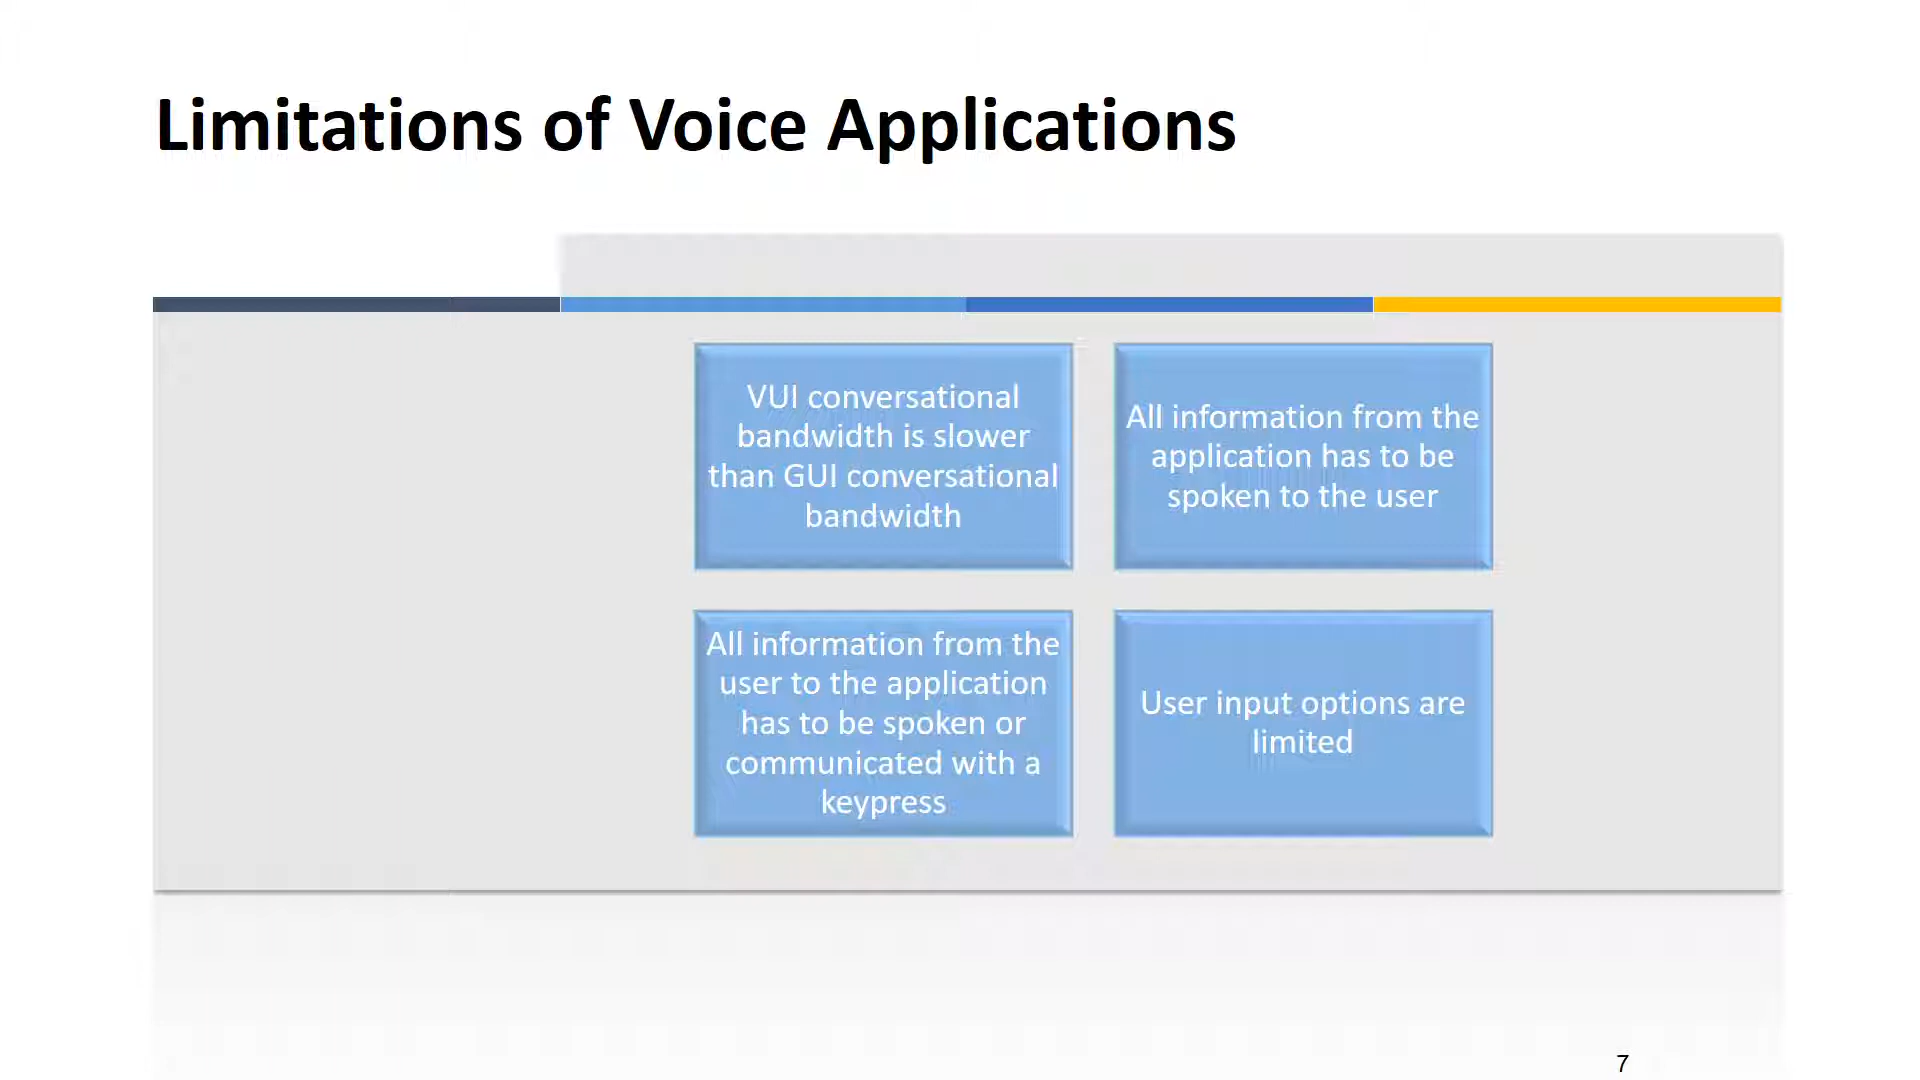 Limitations of Voice Applications
VUI conversational
bandwidth is slower
than GUI conversational
bandwidth
All information from the
application has to be
spoken to the user
All information from the
user to the application
has to be spoken or
communicated with a
keypress
User input options are
limited
7